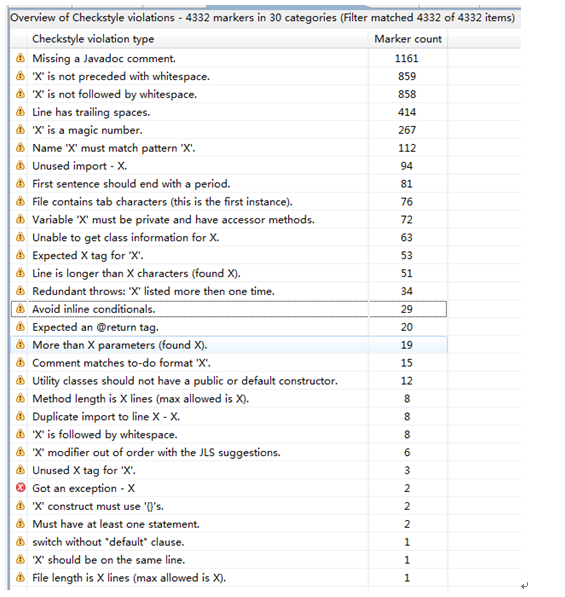 Overview of Checkstyle violations - 4332 markers in 30 categories (Filter matched 4332 of 4332 items)
Checkstyle violation type Marker count
Missing a Javadoc comment. 1161
'X' is not preceded with whitespace. 859
'X' is not followed by whitespace. 858
Line has trailing spaces. 414
'X' is a magic number. 267
Name 'X' must match pattern 'X'. 112
Unused import - X. 94
First sentence should end with a period. 81
File contains tab characters (this is the first instance). 76
Variable 'X' must be private and have accessor methods. 72
Unable to get class information for X. 63
Expected X tag for 'X'. 53
Line is longer than X characters (found X). 51
Redundant throws: 'X' listed more then one time. 34
Avoid inline conditionals. 29
Expected an @return tag. 20
More than X parameters (found X). 19
Comment matches to-do format 'X'. 15
Utility classes should not have a public or default constructor. 12
Method length is X lines (max allowed is X). 8
Duplicate import to line X - X. 8
'X' is followed by whitespace. 8
'X' modifier out of order with the JLS suggestions. 6
Unused X tag for 'X'. 3
Got an exception - X 2
'X' construct must use '{}'s. 2
Must have at least one statement. 2
switch without "default" clause. 1
'X' should be on the same line. 1
File length is X lines (max allowed is X). 1